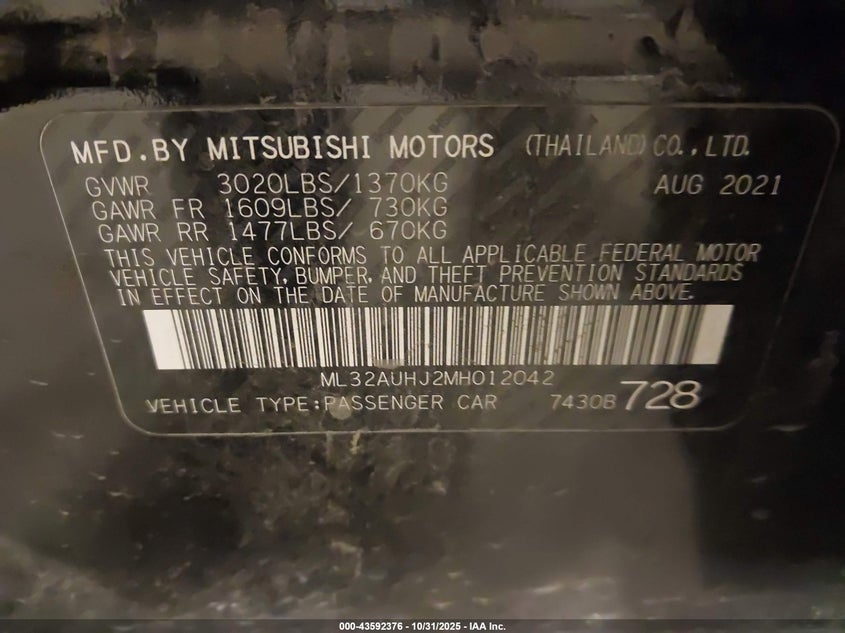 MFD.BY MITSUBISHI MOTORS (THAILAND) CO.,LTD.
GVWR 3020LBS/1370KG AUG 2021
GAWR FR 1609LBS/ 730KG
GAWR RR 1477LBS/ 670KG
THIS VEHICLE CONFORMS TO ALL APPLICABLE FEDERAL MOTOR
VEHICLE SAFETY, BUMPER, AND THEFT PREVENTION STANDARDS
IN EFFECT ON THE DATE OF MANUFACTURE SHOWN ABOVE.
ML32AUHJ2MH012042
VEHICLE TYPE:PASSENGER CAR 7430B 728
000-43592376 - 10/31/2025 - IAA Inc.